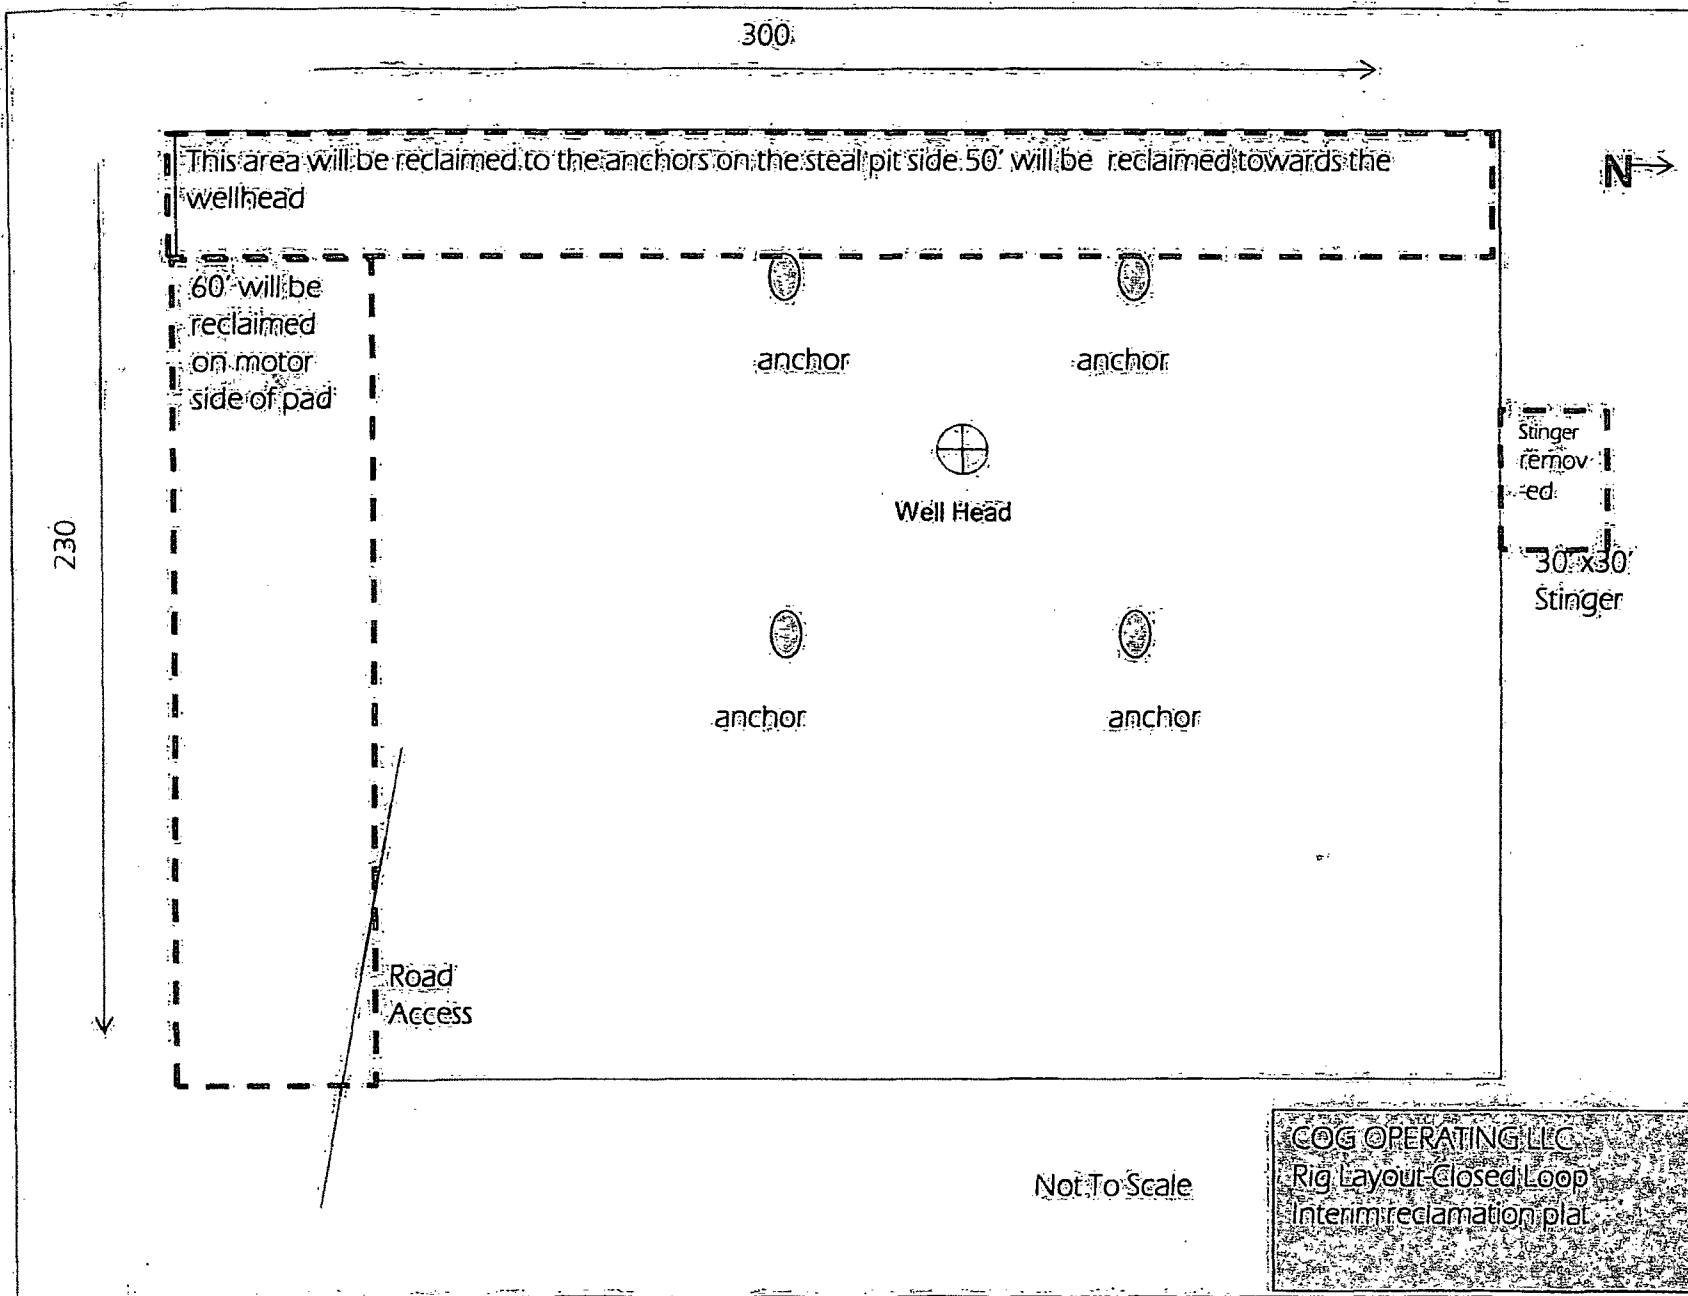 300
This area will be reclaimed to the anchors on the steal pit side.50' will be reclaimed towards the
wellhead
N
60' will be
reclaimed
on motor
side of pad
anchor
anchor
Stinger
remov
-ed
Well Head
30'x30'
Stinger
230
anchor
anchor
Road
Access
Not To Scale
COG OPERATING LLC
Rig Layout-Closed Loop
Interim reclamation plat